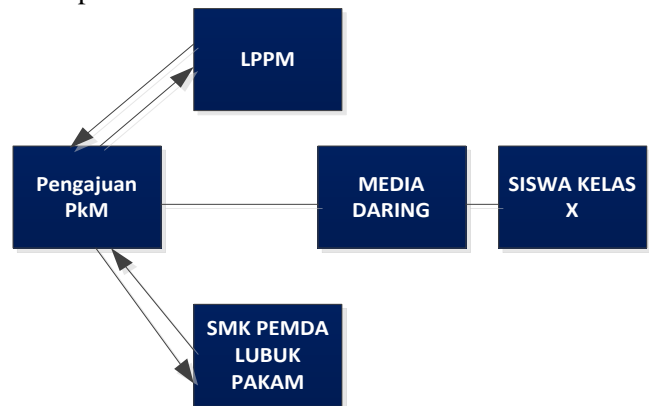 LPPM
Pengajuan
PkM
MEDIA
DARING
SISWA KELAS
X
SMK PEMDA
LUBUK
PAKAM